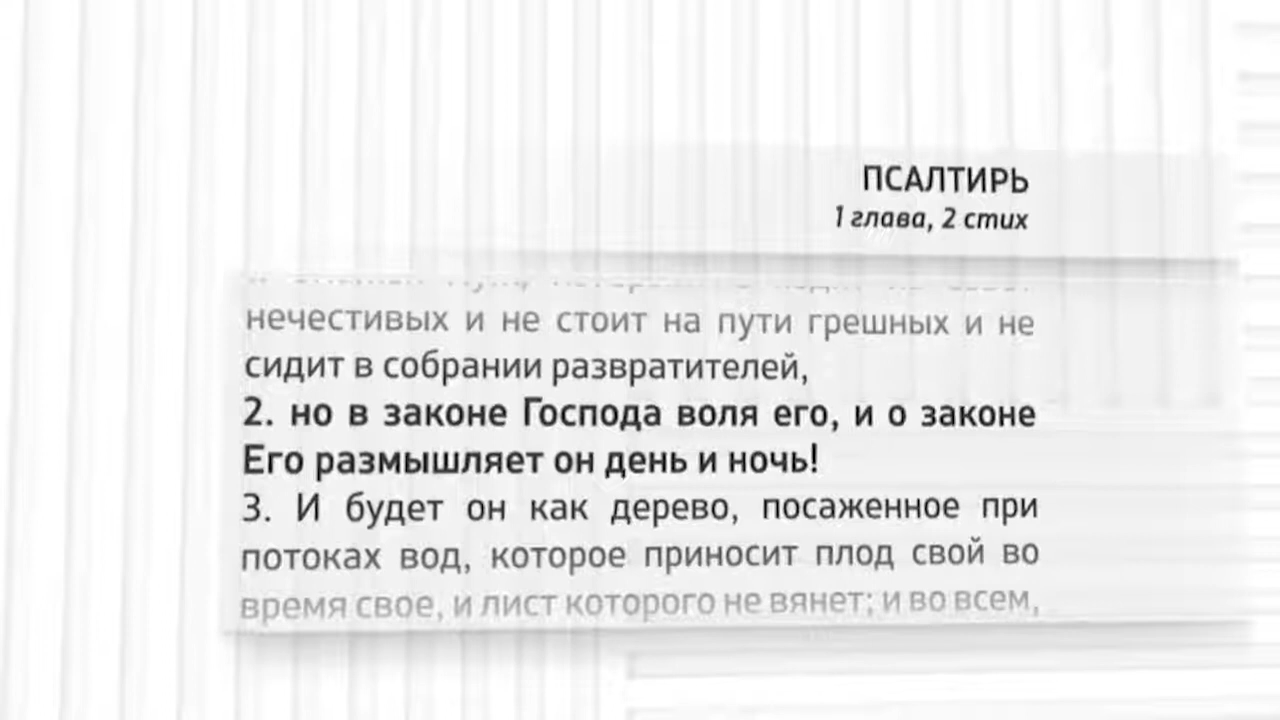 ПСАЛТИРЬ
1 глава, 2 стих
нечестивых и не стоит на пути грешных и не
сидит в собрании развратителей,
2. но в законе Господа воля его, и о законе
Его размышляет он день и ночь!
3. И будет он как дерево, посаженное при
потоках вод, которое приносит плод свой во
время свое, и лист которого не вянет; и во всем,